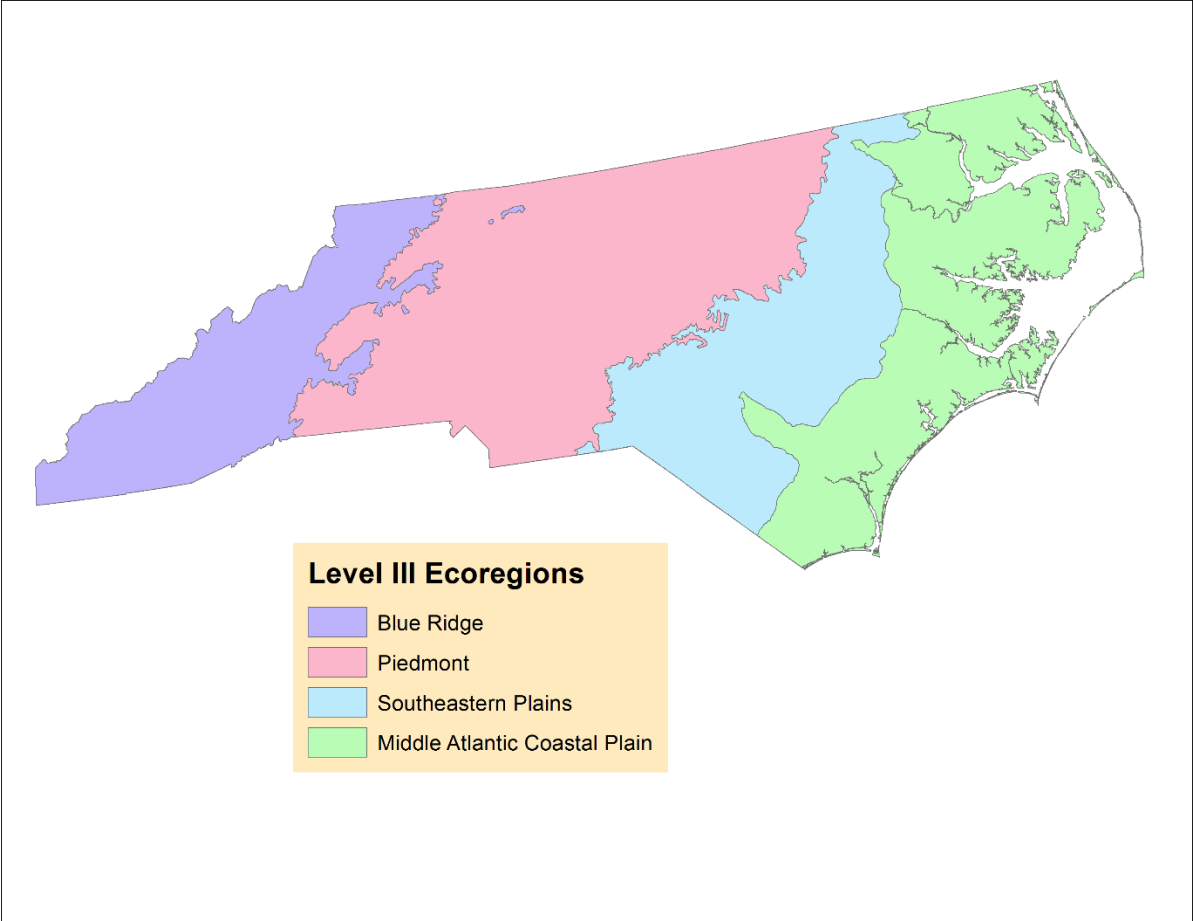 Level III Ecoregions
Blue Ridge
Piedmont
Southeastern Plains
Middle Atlantic Coastal Plain